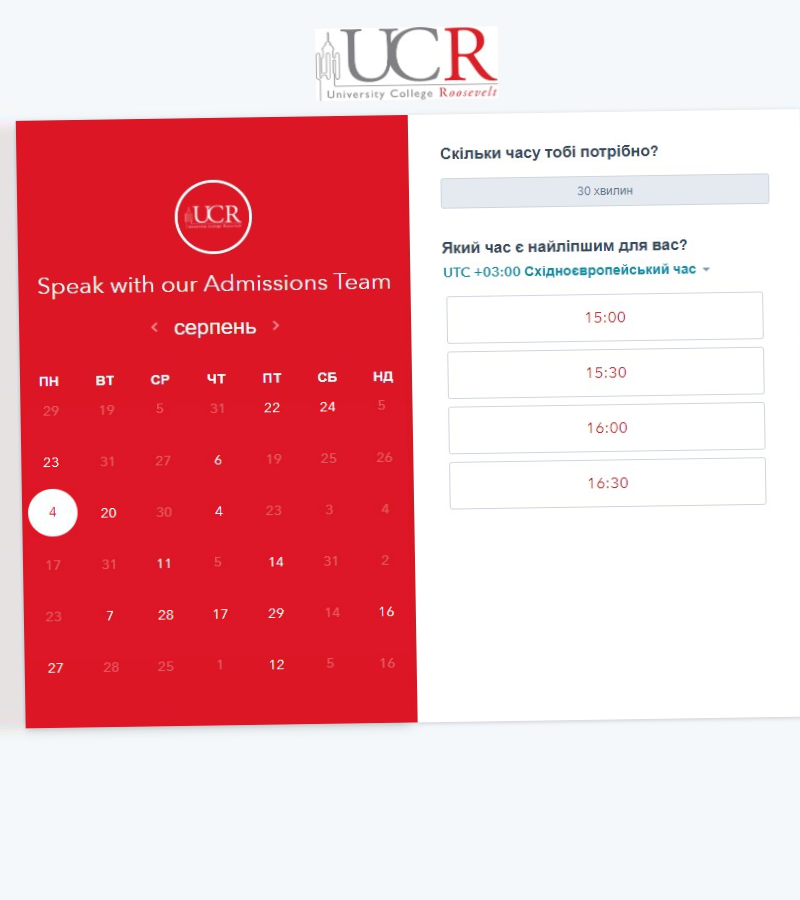 UCR
University College Roosevelt
UCR
University College Roosevelt
Speak with our Admissions Team
серпень
ПН ВТ СР ЧТ ПТ СБ НД
29 19 5 31 22 24 5
23 31 27 6 19 25 26
4 20 30 4 23 3 4
17 31 11 5 14 31 2
23 7 28 17 29 14 16
27 28 25 1 12 5 16
Скільки часу тобі потрібно?
30 хвилин
Який час є найліпшим для вас?
UTC +03:00 Східноєвропейський час
15:00
15:30
16:00
16:30